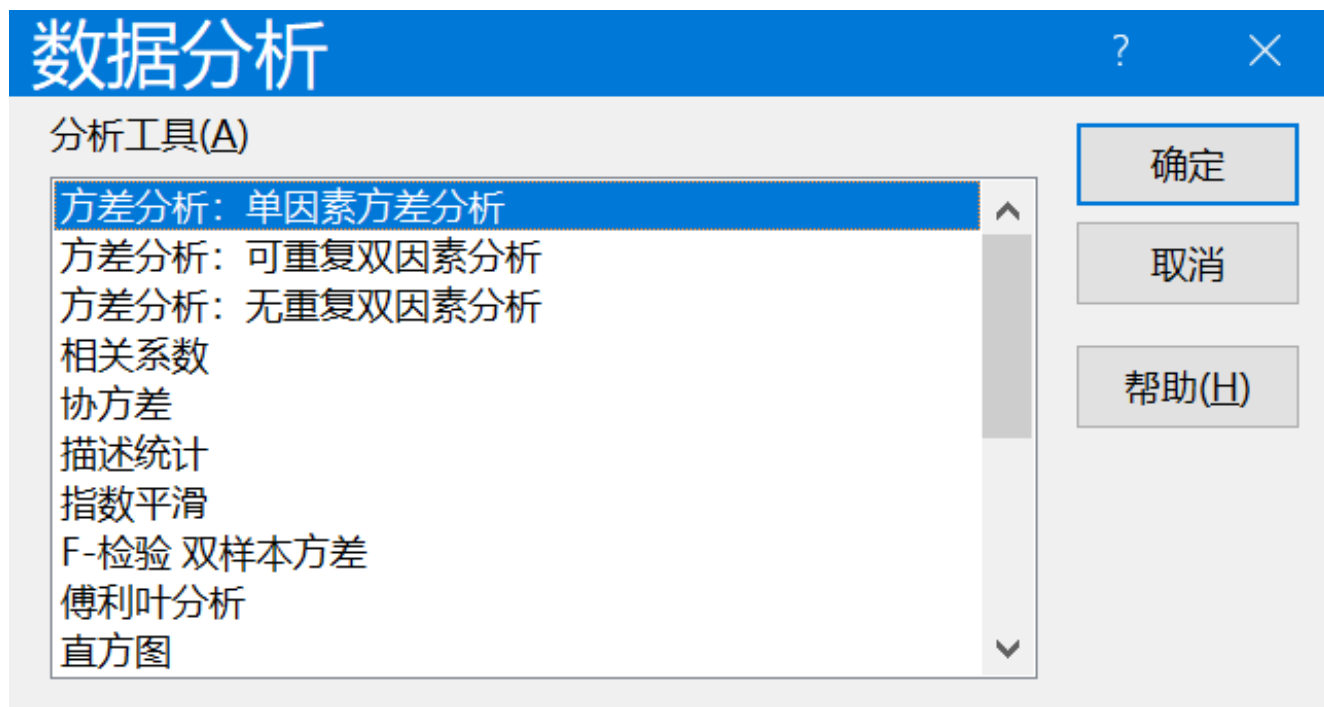 数据分析
?
分析工具(A)
确定
方差分析：单因素方差分析
方差分析：可重复双因素分析
取消
方差分析：无重复双因素分析
相关系数
帮助(H)
协方差
描述统计
指数平滑
F-检验 双样本方差
傅利叶分析
直方图